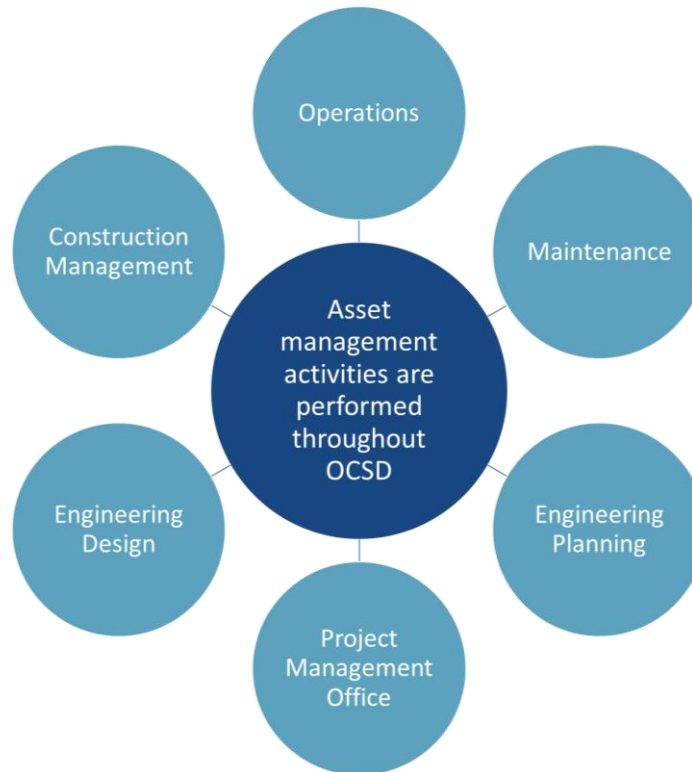 Operations
Construction
Management
Maintenance
Asset
management
activities are
performed
throughout
OCSD
Engineering
Design
Engineering
Planning
Project
Management
Office